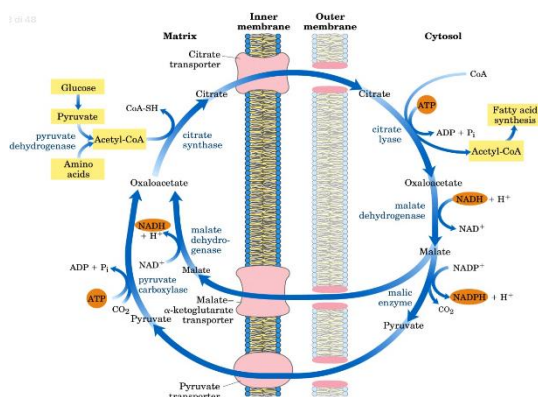 Matrix
Inner
membrane
Outer
membrane
Cytosol
Citrate
transporter
Glucose
Pyruvate
pyruvate
dehydrogenase
Acetyl-CoA
Amino
acids
CoA-SH
Citrate
citrate
synthase
Oxaloacetate
NADH
+ H⁺
NAD⁺
malate
dehydro-
genase
Malate
ADP + Pi
ATP
CO₂
pyruvate
carboxylase
Pyruvate
Malate–
α-ketoglutarate
transporter
Pyruvate
transporter
Citrate
CoA
ATP
ADP + Pi
citrate
lyase
Fatty acid
synthesis
Acetyl-CoA
Oxaloacetate
malate
dehydrogenase
NADH + H⁺
NAD⁺
Malate
NADP⁺
NADPH + H⁺
CO₂
malic
enzyme
Pyruvate